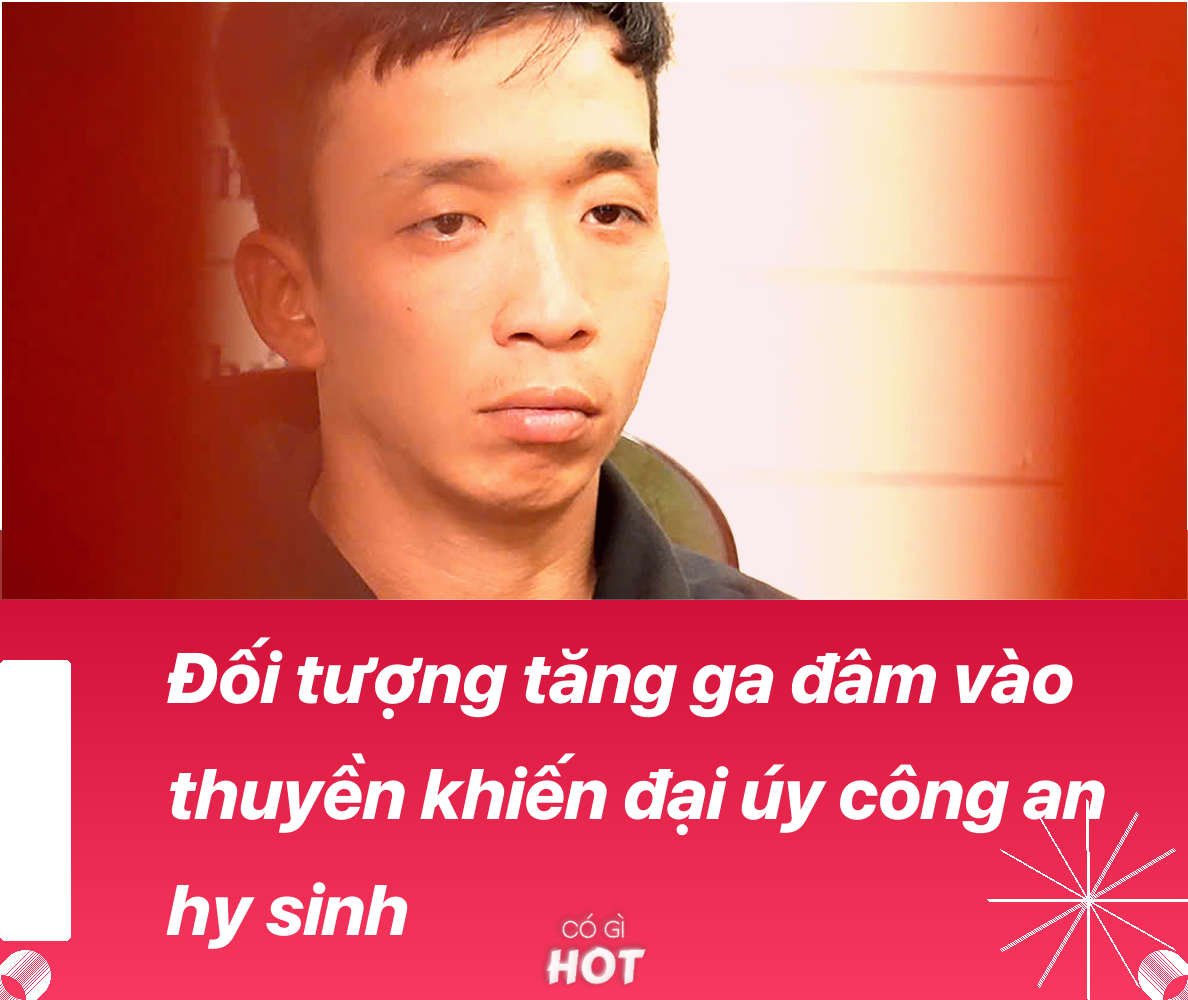 Đối tượng tăng ga đâm vào
thuyền khiến đại úy công an
hy sinh
CÓ GÌ
HOT